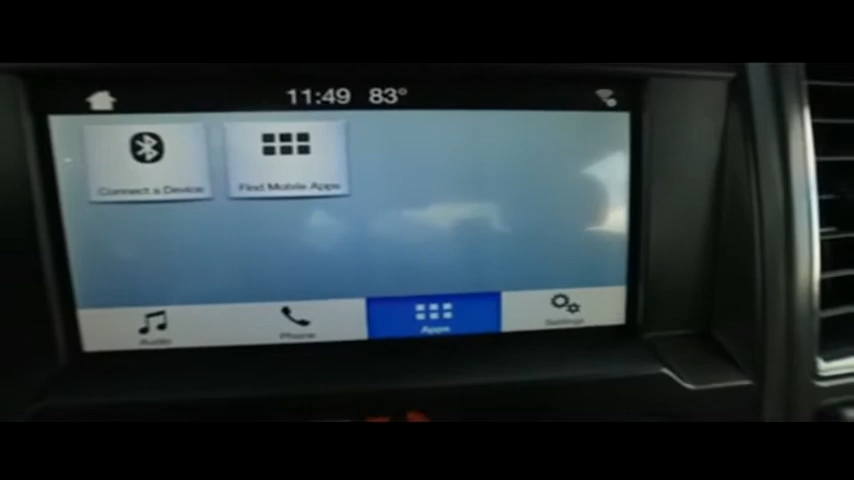 11:49 83°
Connect a Device
Find Mobile Apps
Audio
Phone
Apps
Settings